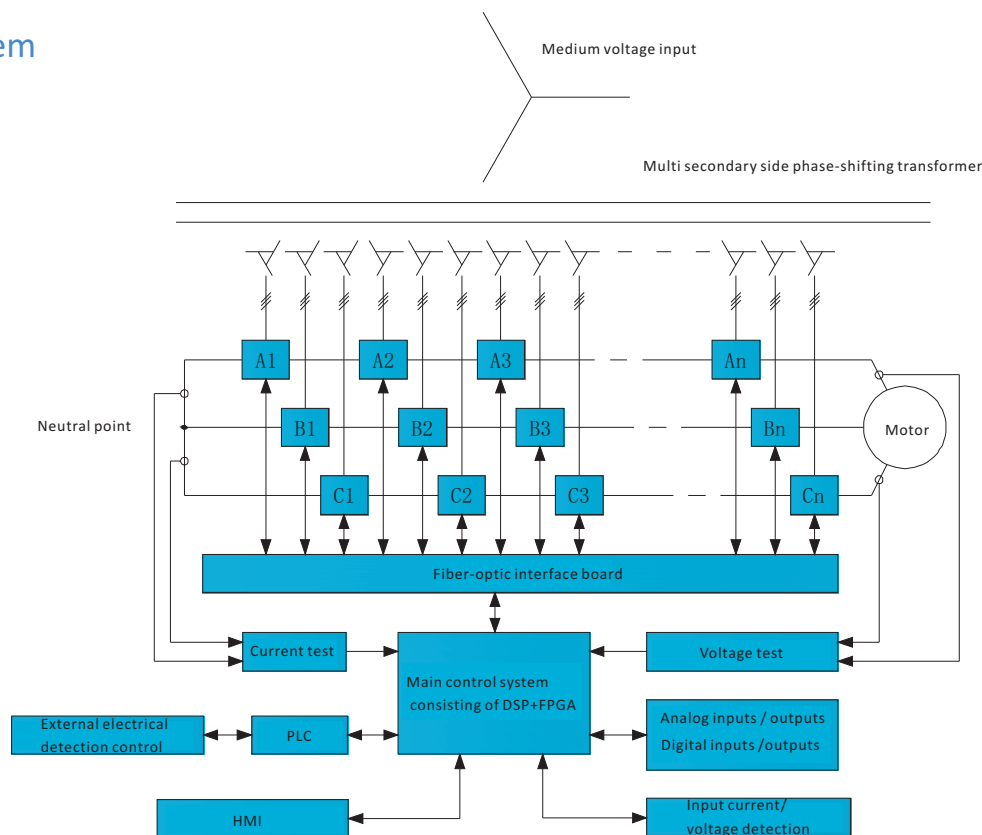 em
Medium voltage input
Multi secondary side phase-shifting transformer
A1 A2 A3 An
Neutral point
B1 B2 B3 Bn
Motor
C1 C2 C3 Cn
Fiber-optic interface board
Current test
Voltage test
Main control system
consisting of DSP+FPGA
External electrical
detection control
PLC
Analog inputs / outputs
Digital inputs /outputs
HMI
Input current/
voltage detection